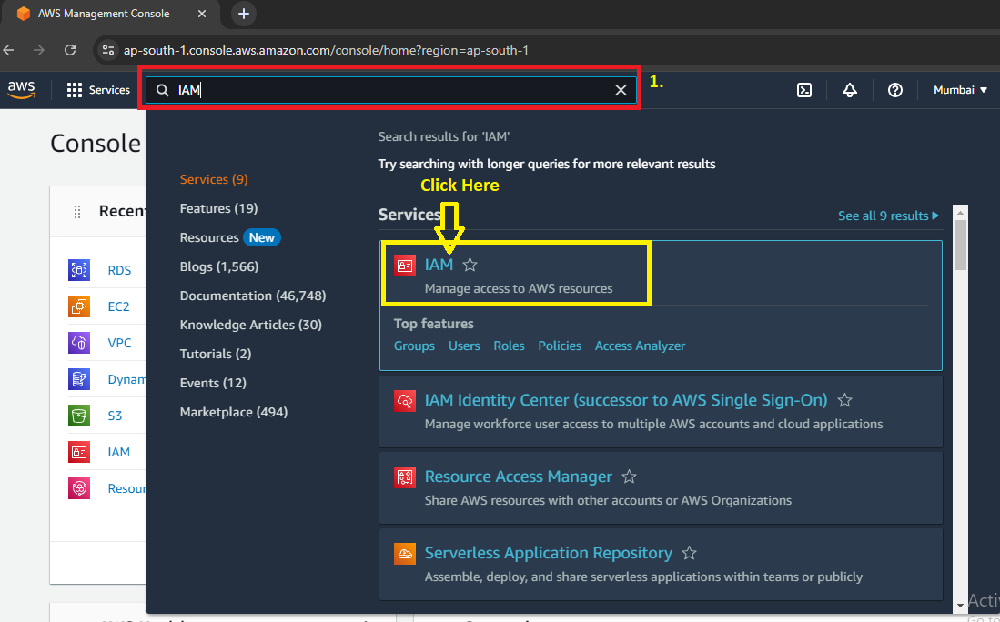 AWS Management Console
ap-south-1.console.aws.amazon.com/console/home?region=ap-south-1
aws
Services
IAM
1.
Mumbai
Console
Search results for 'IAM'
Try searching with longer queries for more relevant results
Click Here
Services (9)
Features (19)
Resources New
Blogs (1,566)
Documentation (46,748)
Knowledge Articles (30)
Tutorials (2)
Events (12)
Marketplace (494)
Recen
RDS
EC2
VPC
Dynam
S3
IAM
Resour
Services
See all 9 results
IAM
Manage access to AWS resources
Top features
Groups Users Roles Policies Access Analyzer
IAM Identity Center (successor to AWS Single Sign-On)
Manage workforce user access to multiple AWS accounts and cloud applications
Resource Access Manager
Share AWS resources with other accounts or AWS Organizations
Serverless Application Repository
Assemble, deploy, and share serverless applications within teams or publicly
Activ
Go to